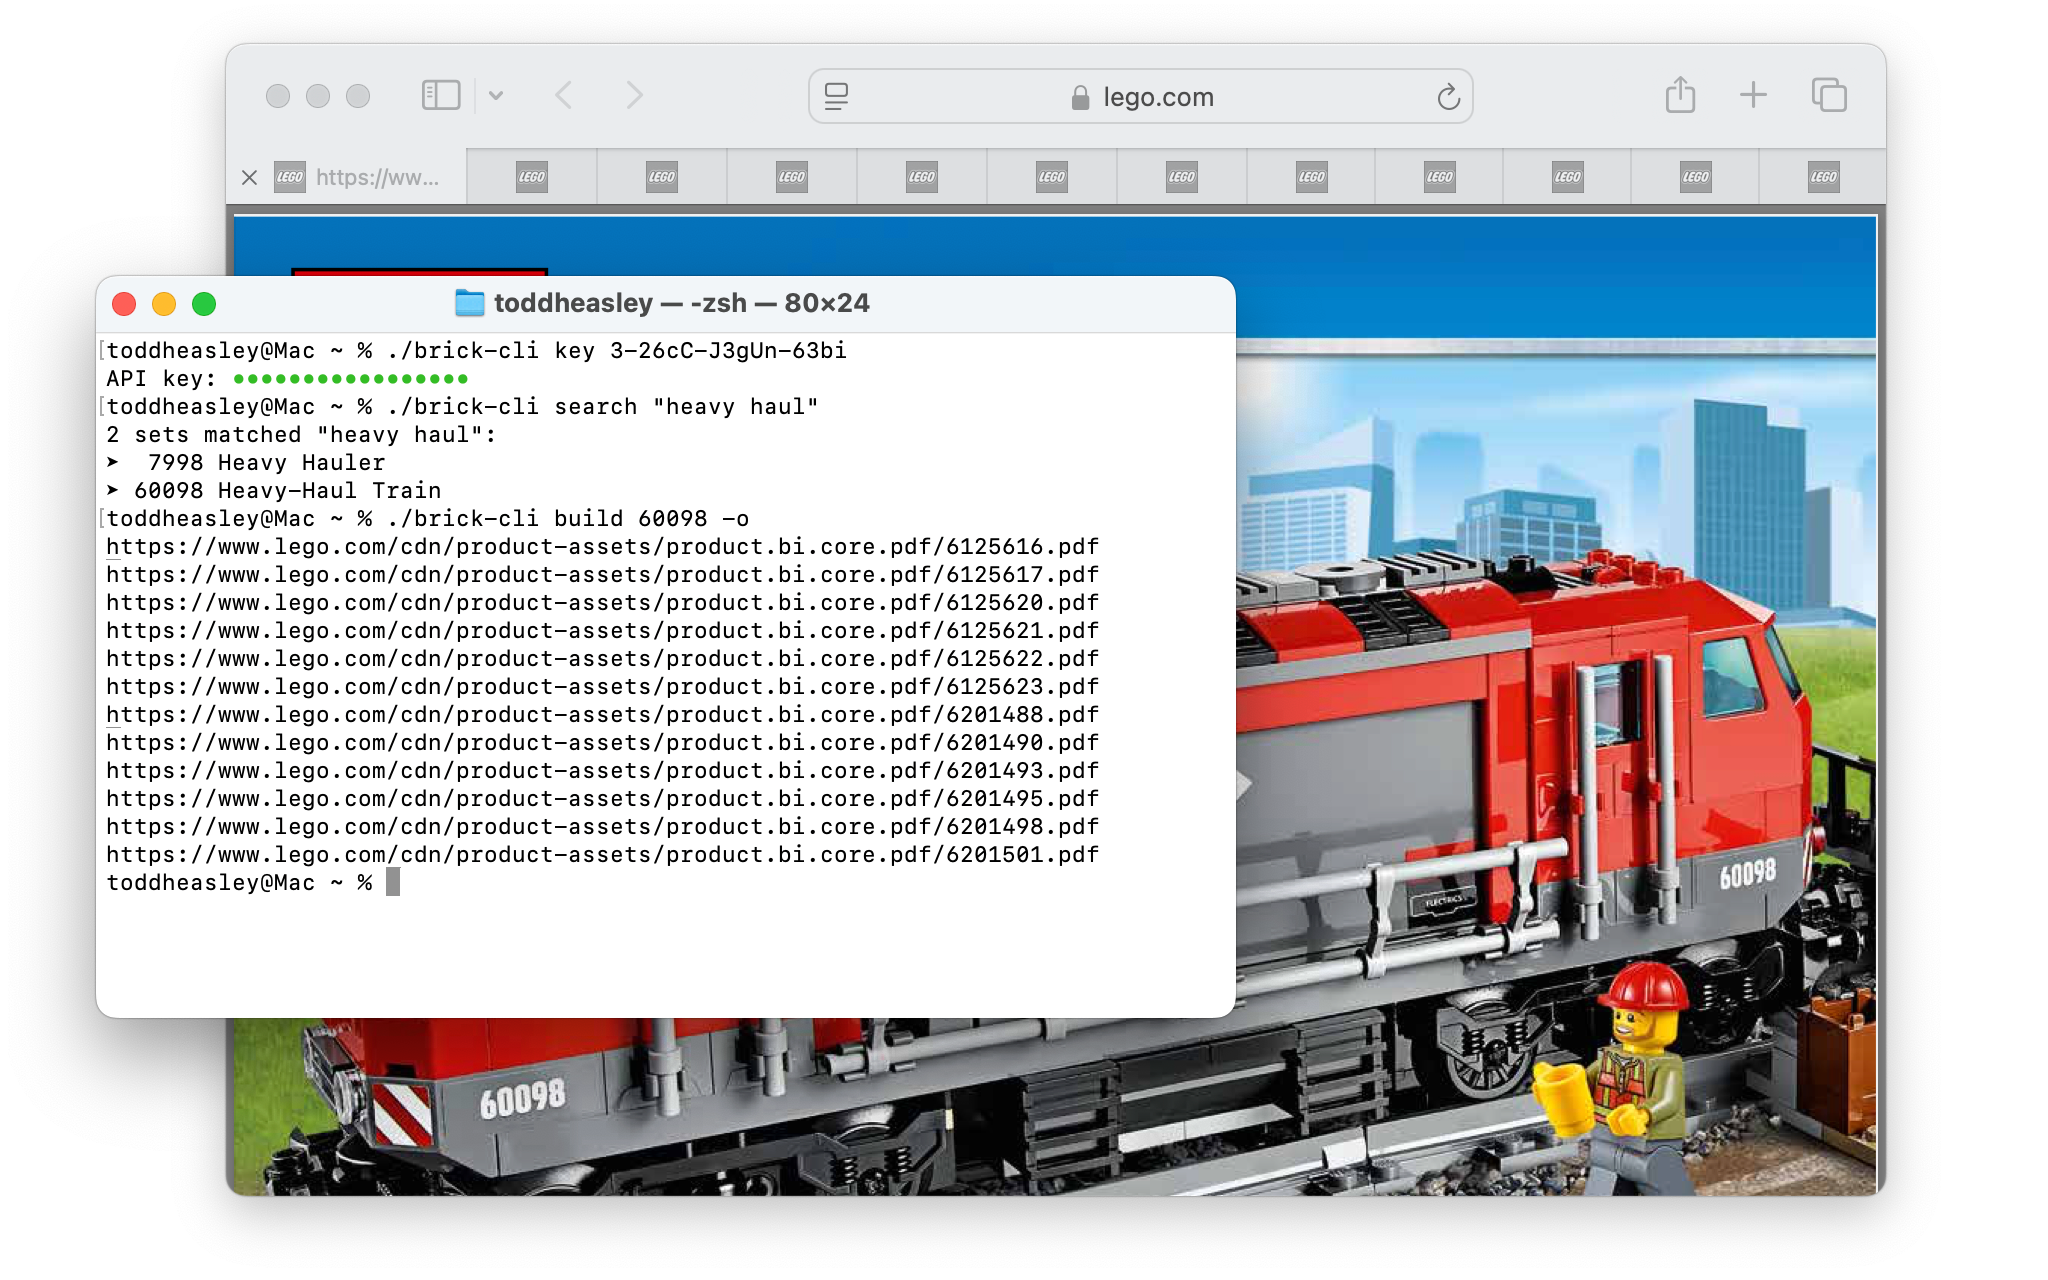 lego.com
LEGO https://ww... LEGO LEGO LEGO LEGO LEGO LEGO LEGO LEGO LEGO LEGO LEGO
toddheasley — -zsh — 80×24
toddheasley@Mac ~ % ./brick-cli key 3-26cC-J3gUn-63bi
API key: •••••••••••••••••
toddheasley@Mac ~ % ./brick-cli search "heavy haul"
2 sets matched "heavy haul":
➤  7998 Heavy Hauler
➤ 60098 Heavy-Haul Train
toddheasley@Mac ~ % ./brick-cli build 60098 -o
https://www.lego.com/cdn/product-assets/product.bi.core.pdf/6125616.pdf
https://www.lego.com/cdn/product-assets/product.bi.core.pdf/6125617.pdf
https://www.lego.com/cdn/product-assets/product.bi.core.pdf/6125620.pdf
https://www.lego.com/cdn/product-assets/product.bi.core.pdf/6125621.pdf
https://www.lego.com/cdn/product-assets/product.bi.core.pdf/6125622.pdf
https://www.lego.com/cdn/product-assets/product.bi.core.pdf/6125623.pdf
https://www.lego.com/cdn/product-assets/product.bi.core.pdf/6201488.pdf
https://www.lego.com/cdn/product-assets/product.bi.core.pdf/6201490.pdf
https://www.lego.com/cdn/product-assets/product.bi.core.pdf/6201493.pdf
https://www.lego.com/cdn/product-assets/product.bi.core.pdf/6201495.pdf
https://www.lego.com/cdn/product-assets/product.bi.core.pdf/6201498.pdf
https://www.lego.com/cdn/product-assets/product.bi.core.pdf/6201501.pdf
toddheasley@Mac ~ %
60098
60098